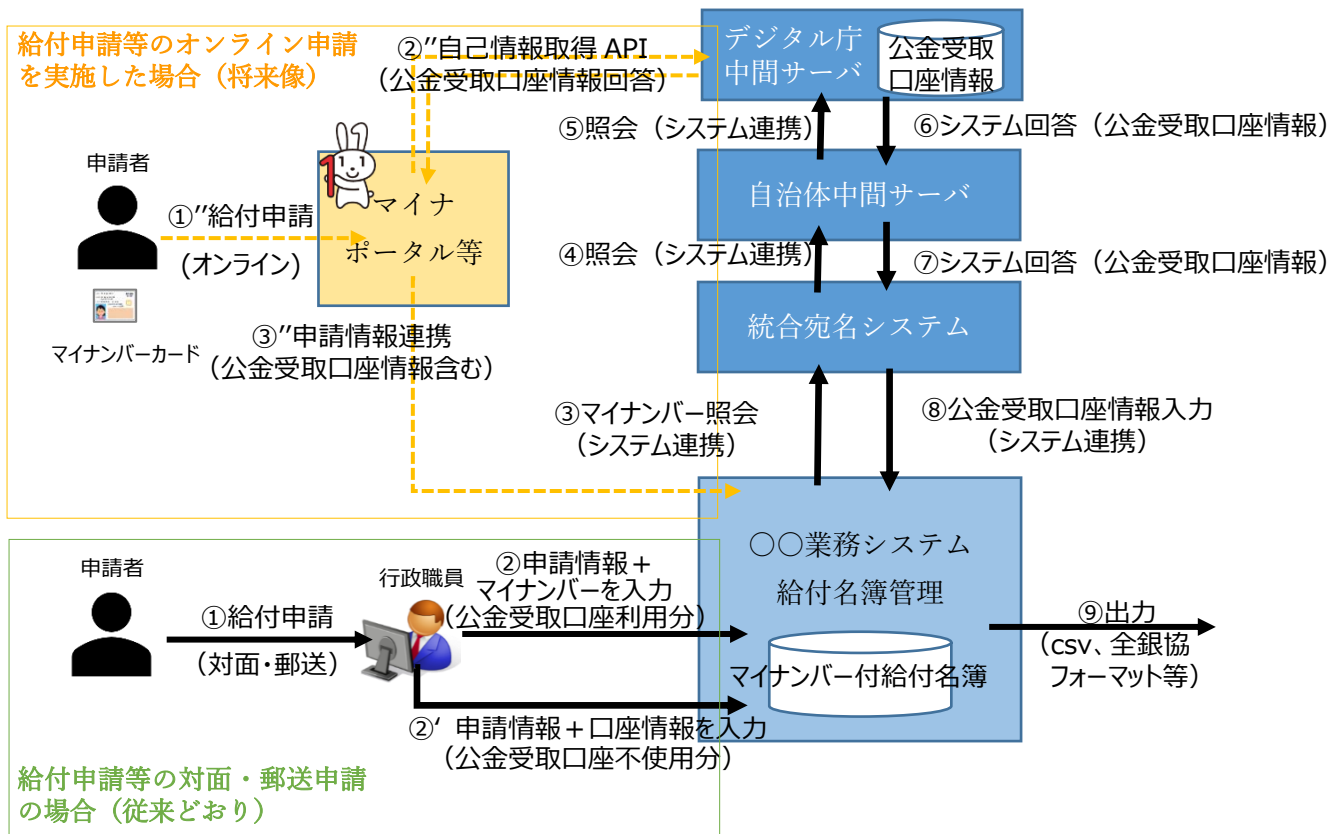 給付申請等のオンライン申請
を実施した場合（将来像）
②″自己情報取得 API
（公金受取口座情報回答）
デジタル庁
中間サーバ
公金受取
口座情報
⑤照会（システム連携）
⑥システム回答（公金受取口座情報）
申請者
①″給付申請
(オンライン)
マイナンバーカード
1
マイナ
ポータル等
自治体中間サーバ
④照会（システム連携）
⑦システム回答（公金受取口座情報）
③″申請情報連携
（公金受取口座情報含む）
統合宛名システム
③マイナンバー照会
（システム連携）
⑧公金受取口座情報入力
（システム連携）
申請者
①給付申請
（対面・郵送）
行政職員
②申請情報＋
マイナンバーを入力
（公金受取口座利用分）
②‘ 申請情報＋口座情報を入力
（公金受取口座不使用分）
〇〇業務システム
給付名簿管理
マイナンバー付給付名簿
⑨出力
（csv、全銀協
フォーマット等）
給付申請等の対面・郵送申請
の場合（従来どおり）